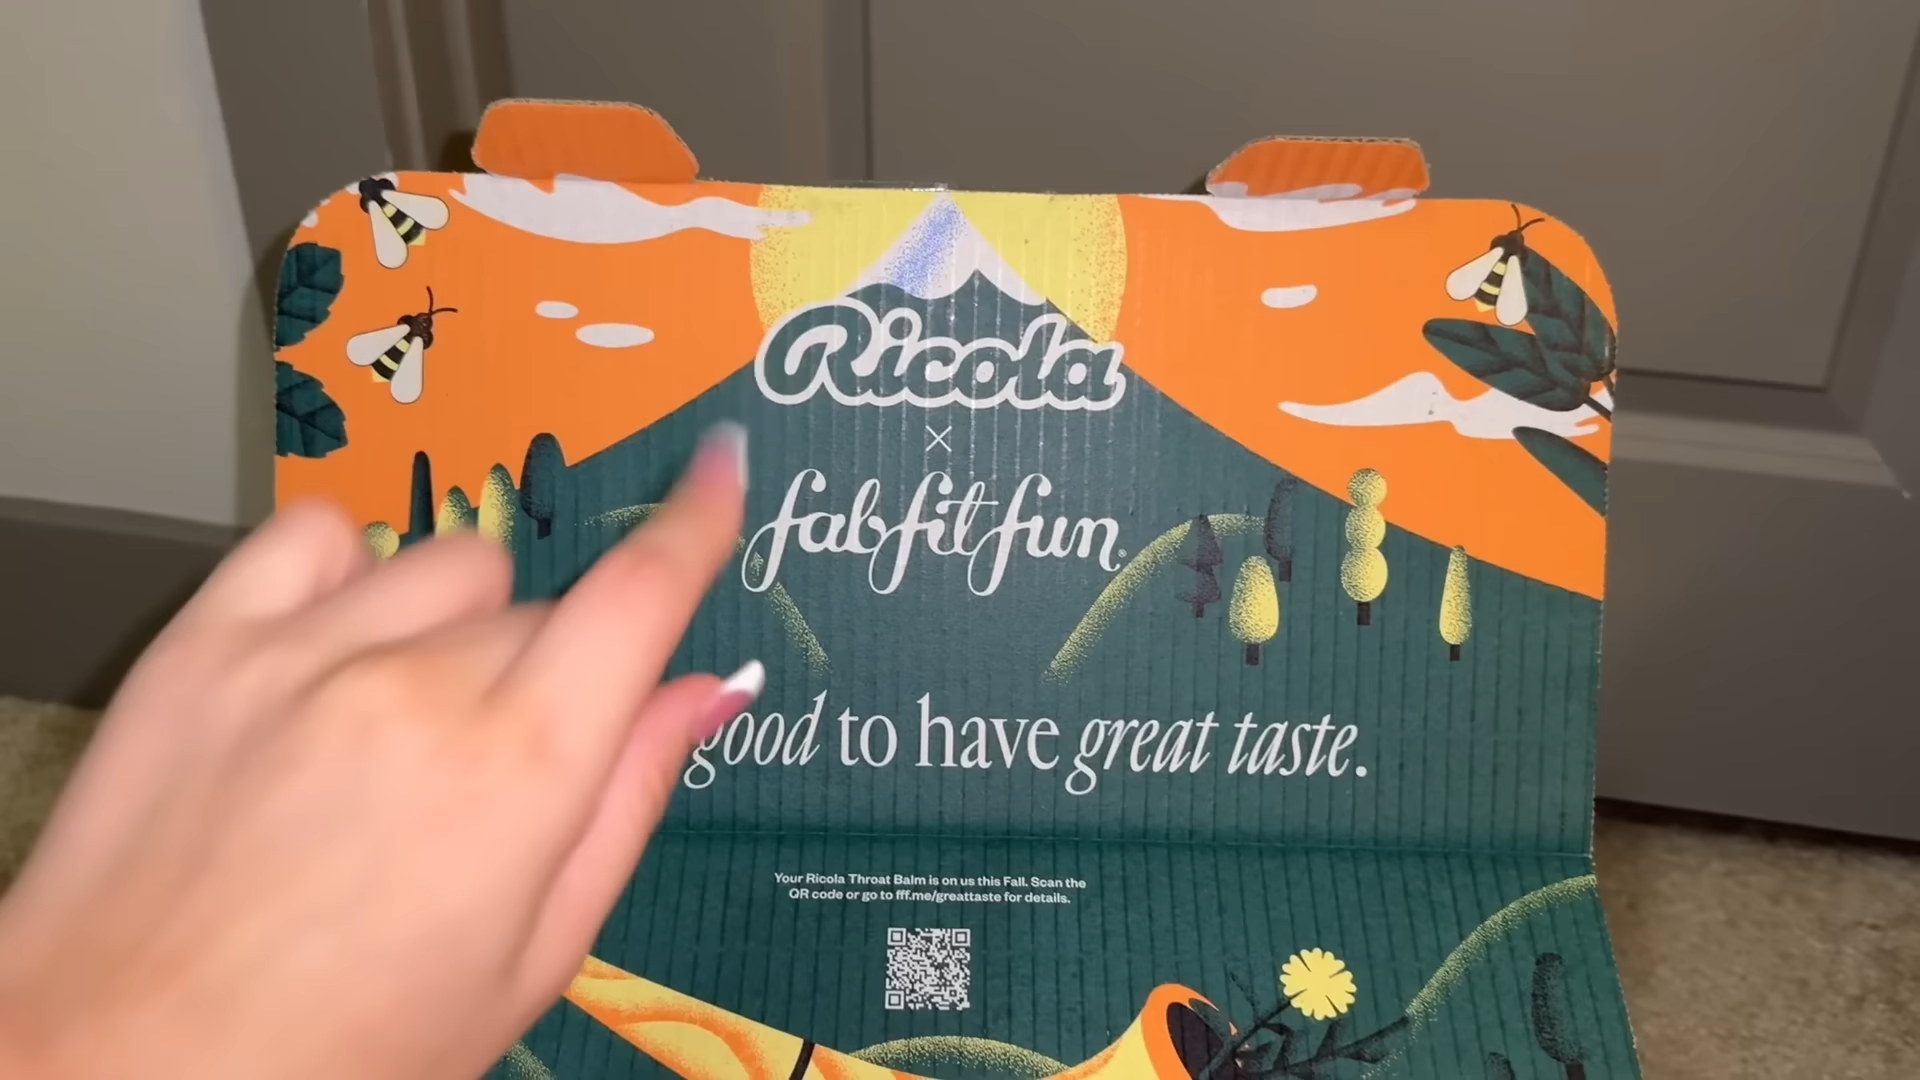 Ricola
×
fabfitfun®
good to have great taste.
Your Ricola Throat Balm is on us this Fall. Scan the
QR code or go to fff.me/greattaste for details.